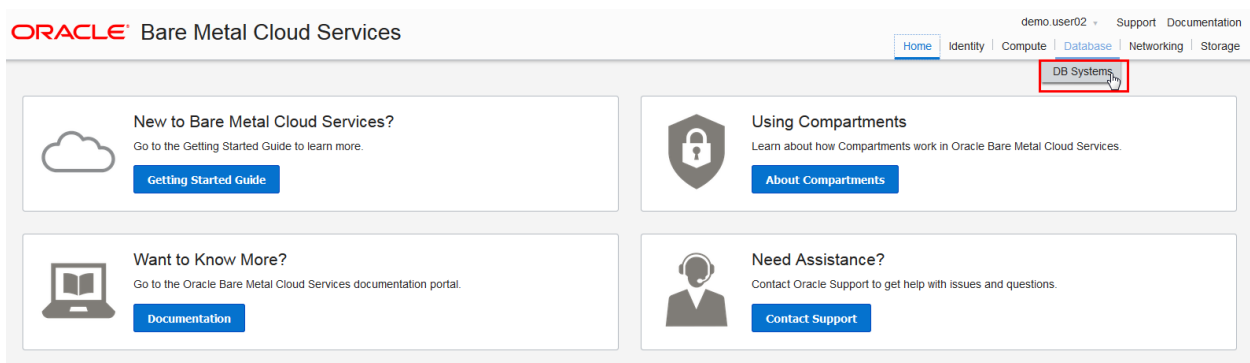 demo.user02 Support Documentation
ORACLE Bare Metal Cloud Services
Home Identity Compute Database Networking Storage
DB Systems
New to Bare Metal Cloud Services?
Go to the Getting Started Guide to learn more.
Getting Started Guide
Using Compartments
Learn about how Compartments work in Oracle Bare Metal Cloud Services.
About Compartments
Want to Know More?
Go to the Oracle Bare Metal Cloud Services documentation portal.
Documentation
Need Assistance?
Contact Oracle Support to get help with issues and questions.
Contact Support